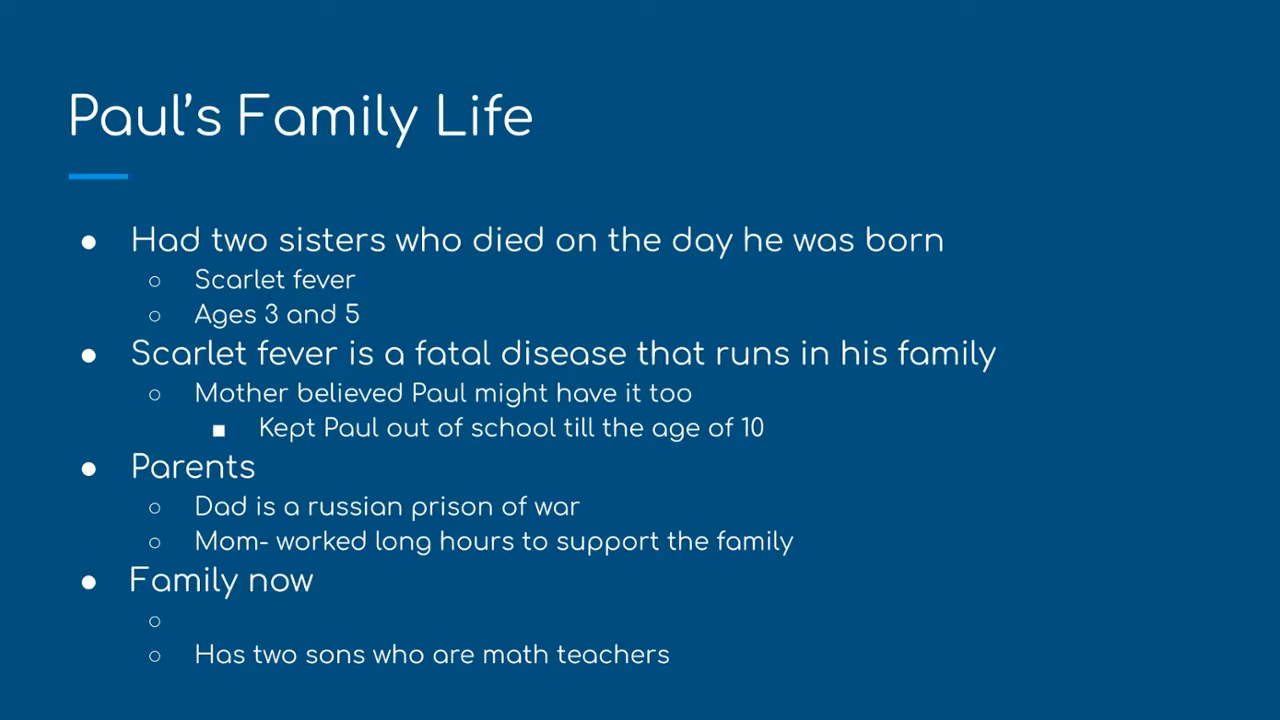 Paul's Family Life
● Had two sisters who died on the day he was born
○ Scarlet fever
○ Ages 3 and 5
● Scarlet fever is a fatal disease that runs in his family
○ Mother believed Paul might have it too
■ Kept Paul out of school till the age of 10
● Parents
○ Dad is a russian prison of war
○ Mom- worked long hours to support the family
● Family now
○
○ Has two sons who are math teachers